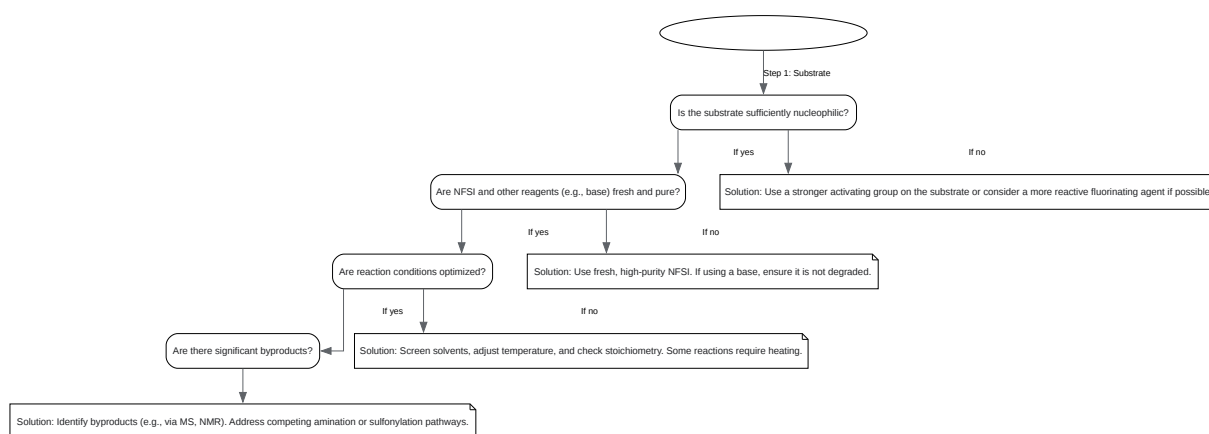 Step 1: Substrate
Is the substrate sufficiently nucleophilic?
If yes
If no
Are NFSI and other reagents (e.g., base) fresh and pure?
Solution: Use a stronger activating group on the substrate or consider a more reactive fluorinating agent if possible
If yes
If no
Are reaction conditions optimized?
Solution: Use fresh, high-purity NFSI. If using a base, ensure it is not degraded.
If yes
If no
Are there significant byproducts?
Solution: Screen solvents, adjust temperature, and check stoichiometry. Some reactions require heating.
Solution: Identify byproducts (e.g., via MS, NMR). Address competing amination or sulfonylation pathways.